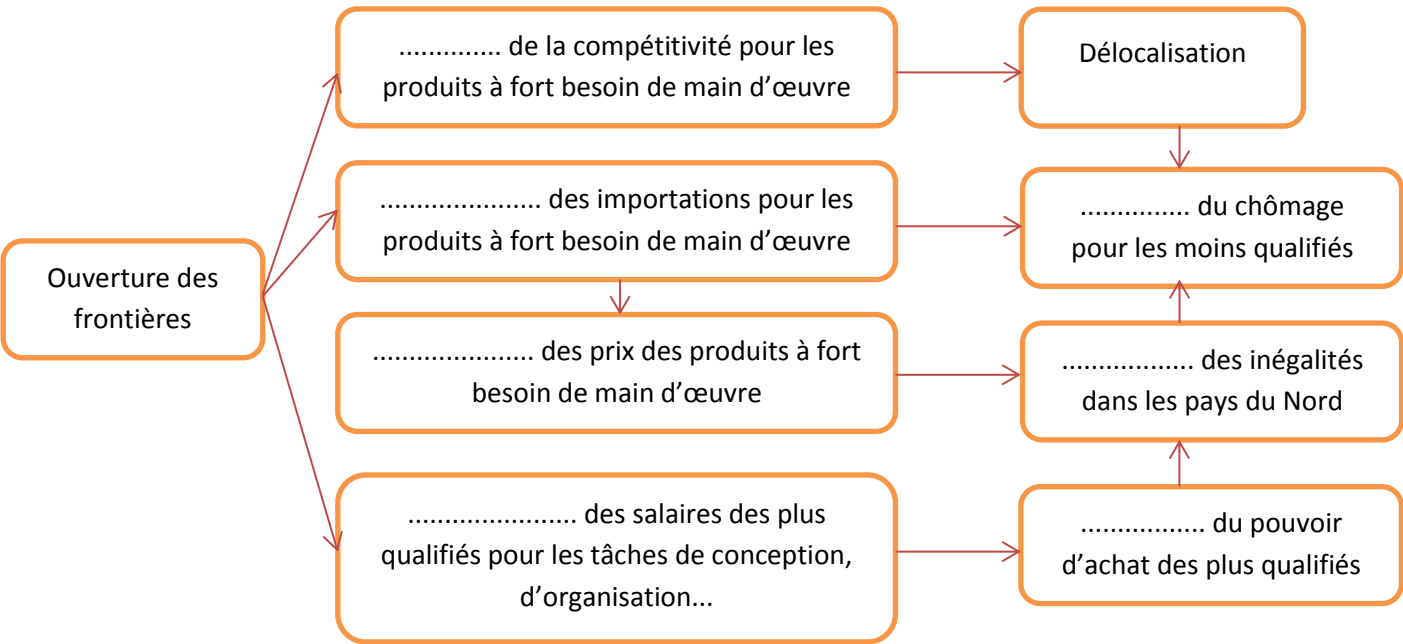 Ouverture des
frontières
.............. de la compétitivité pour les
produits à fort besoin de main d’œuvre
Délocalisation
...................... des importations pour les
produits à fort besoin de main d’œuvre
............... du chômage
pour les moins qualifiés
...................... des prix des produits à fort
besoin de main d’œuvre
.................. des inégalités
dans les pays du Nord
....................... des salaires des plus
qualifiés pour les tâches de conception,
d’organisation...
................. du pouvoir
d’achat des plus qualifiés